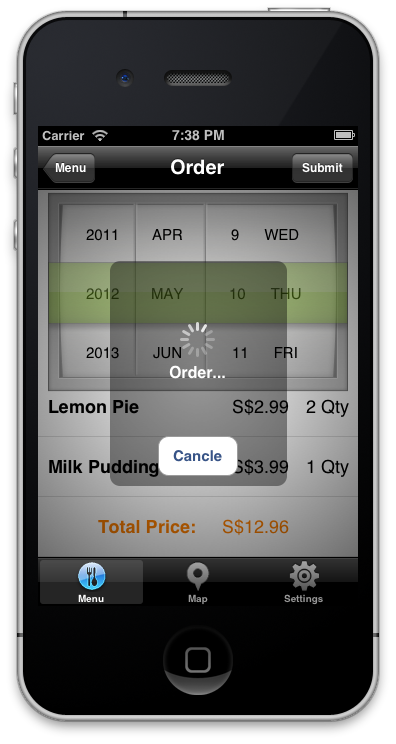 Carrier 7:38 PM
Menu Order Submit
2011 APR 9 WED
2012 MAY 10 THU
2013 JUN 11 FRI
Order...
Lemon Pie S$2.99 2 Qty
Cancle
Milk Pudding S$3.99 1 Qty
Total Price: S$12.96
Menu Map Settings